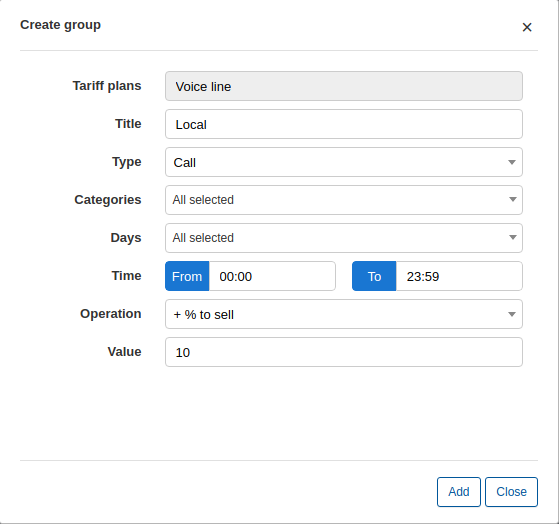 Create group ×
Tariff plans Voice line
Title Local
Type Call
Categories All selected
Days All selected
Time From 00:00 To 23:59
Operation + % to sell
Value 10
Add Close